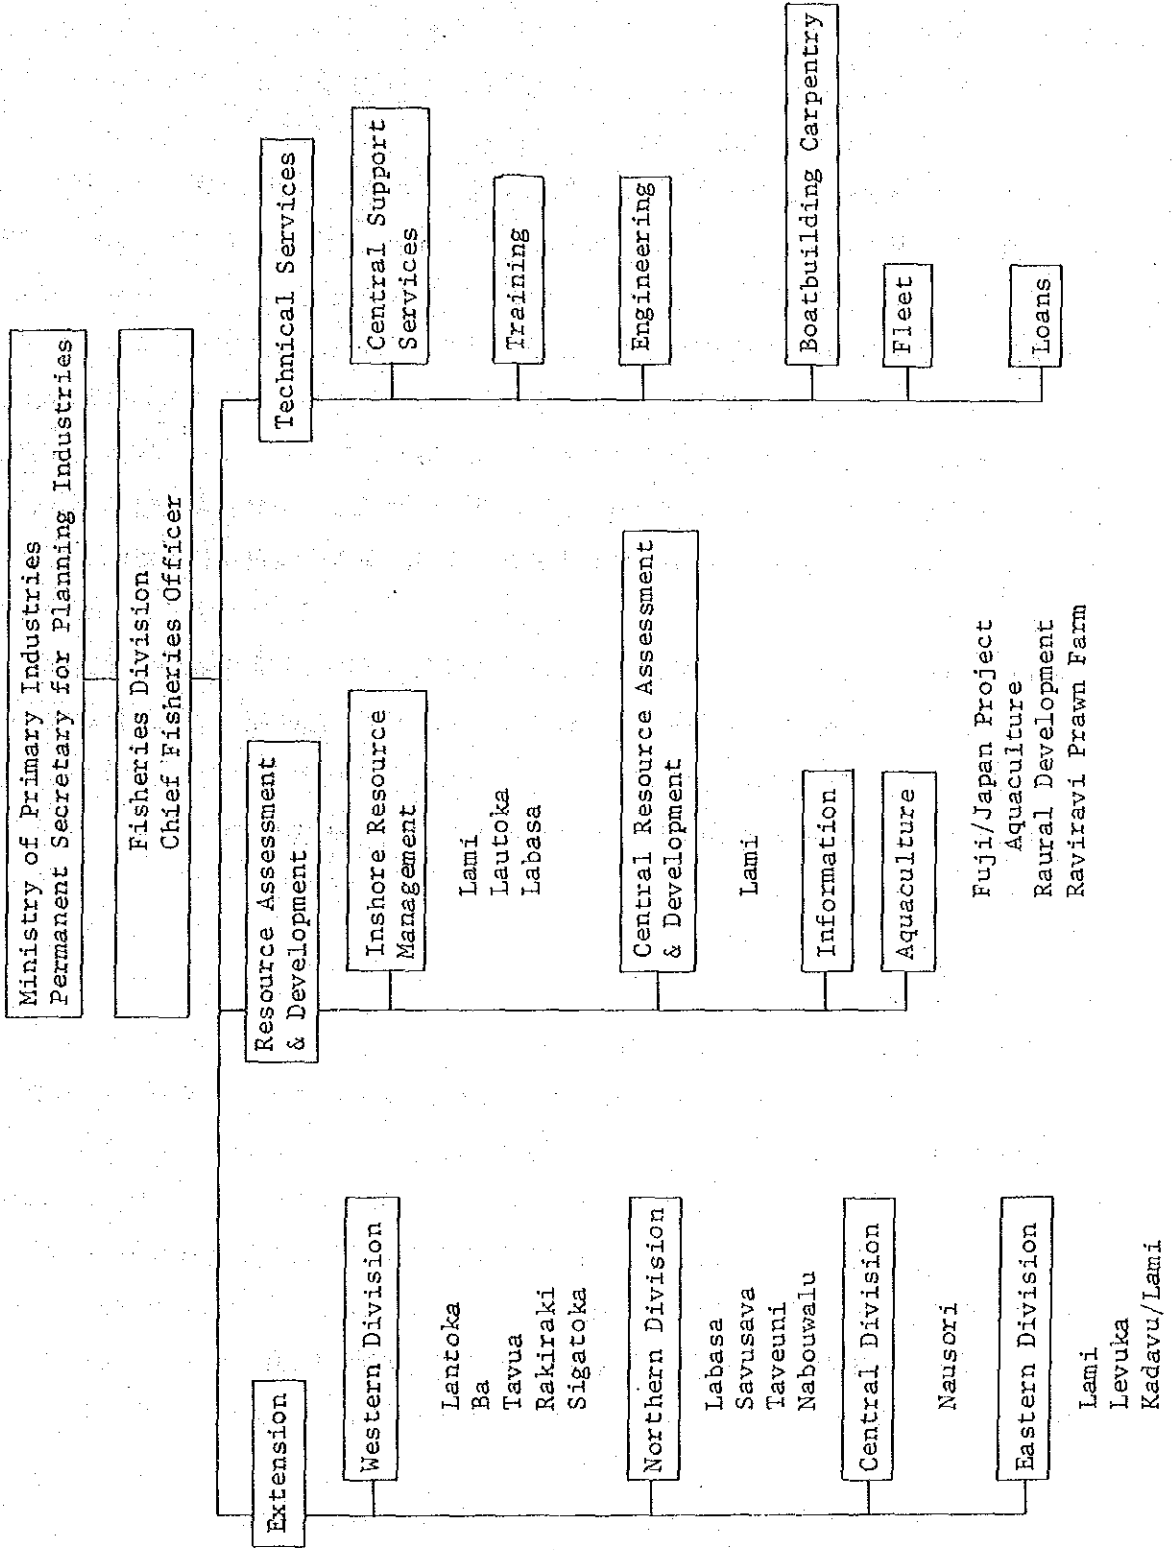 Ministry of Primary Industries
Permanent Secretary for Planning Industries
Fisheries Division
Chief Fisheries Officer
Extension
Western Division
Lantoka
Ba
Tavua
Rakiraki
Sigatoka
Northern Division
Labasa
Savusava
Taveuni
Nabouwalu
Central Division
Nausori
Eastern Division
Lami
Levuka
Kadavu/Lami
Resource Assessment
& Development
Inshore Resource
Management
Lami
Lautoka
Labasa
Central Resource Assessment
& Development
Lami
Information
Aquaculture
Fuji/Japan Project
Aquaculture
Raural Development
Raviravi Prawn Farm
Technical Services
Central Support
Services
Training
Engineering
Boatbuilding Carpentry
Fleet
Loans